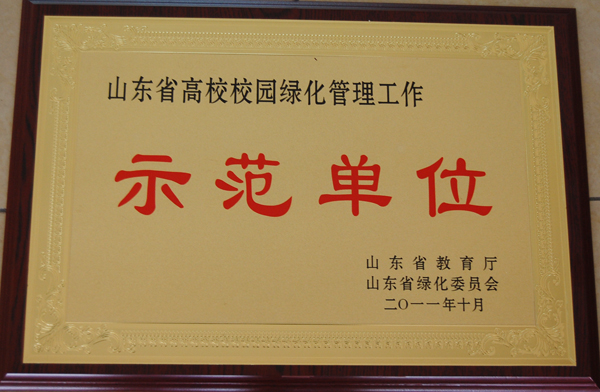 山东省高校校园绿化管理工作
示范单位
山东省教育厅
山东省绿化委员会
二〇一一年十月